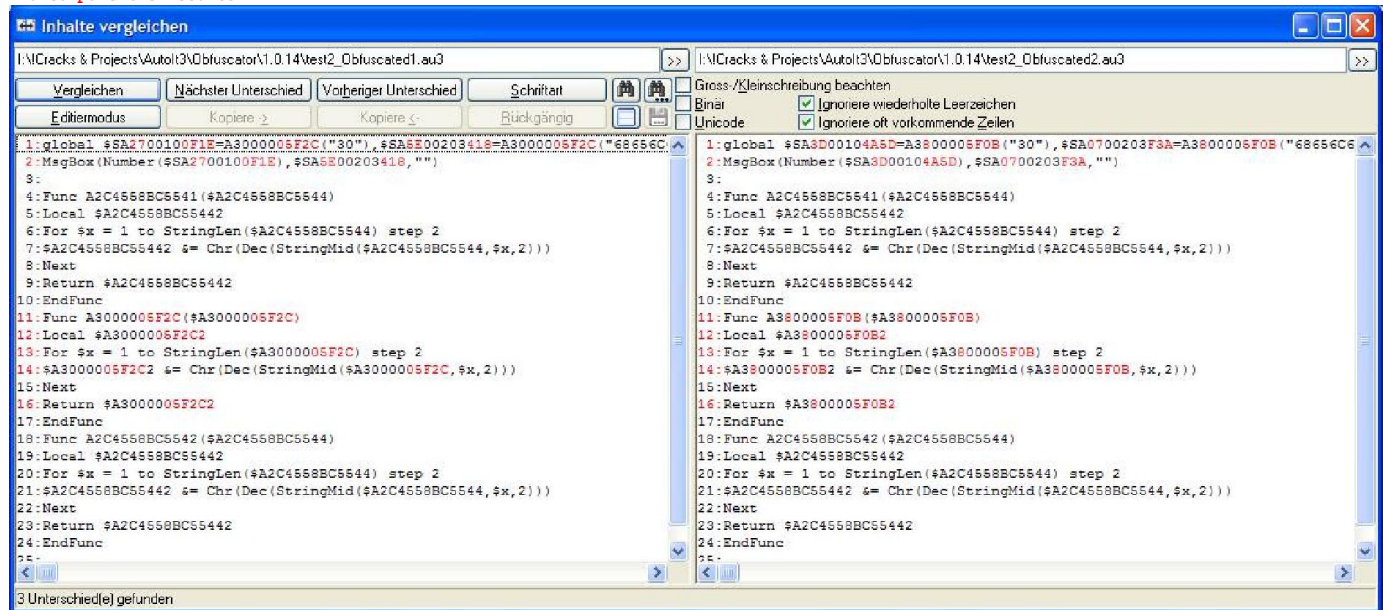 Inhalte vergleichen
I:\!Cracks & Projects\AutoIt3\Obfuscator\1.0.14\test2_Obfuscated1.au3
>>
I:\!Cracks & Projects\AutoIt3\Obfuscator\1.0.14\test2_Obfuscated2.au3
>>
Vergleichen
Nächster Unterschied
Vorheriger Unterschied
Schriftart
Gross-/Kleinschreibung beachten
Binär
Ignoriere wiederholte Leerzeichen
Editiermodus
Kopiere ->
Kopiere <-
Rückgängig
Unicode
Ignoriere oft vorkommende Zeilen
1:global $SA2700100F1E=A3000005F2C("30"),$SA5E00203418=A3000005F2C("68656C
2:MsgBox(Number($SA2700100F1E),$SA5E00203418,"")
3:
4:Func A2C4558BC5541($A2C4558BC5544)
5:Local $A2C4558BC55442
6:For $x = 1 to StringLen($A2C4558BC5544) step 2
7:$A2C4558BC55442 &= Chr(Dec(StringMid($A2C4558BC5544,$x,2)))
8:Next
9:Return $A2C4558BC55442
10:EndFunc
11:Func A3000005F2C($A3000005F2C)
12:Local $A3000005F2C2
13:For $x = 1 to StringLen($A3000005F2C) step 2
14:$A3000005F2C2 &= Chr(Dec(StringMid($A3000005F2C,$x,2)))
15:Next
16:Return $A3000005F2C2
17:EndFunc
18:Func A2C4558BC5542($A2C4558BC5544)
19:Local $A2C4558BC55442
20:For $x = 1 to StringLen($A2C4558BC5544) step 2
21:$A2C4558BC55442 &= Chr(Dec(StringMid($A2C4558BC5544,$x,2)))
22:Next
23:Return $A2C4558BC55442
24:EndFunc
25:
1:global $SA3D00104A5D=A3800005F0B("30"),$SA0700203F3A=A3800005F0B("68656C6
2:MsgBox(Number($SA3D00104A5D),$SA0700203F3A,"")
3:
4:Func A2C4558BC5541($A2C4558BC5544)
5:Local $A2C4558BC55442
6:For $x = 1 to StringLen($A2C4558BC5544) step 2
7:$A2C4558BC55442 &= Chr(Dec(StringMid($A2C4558BC5544,$x,2)))
8:Next
9:Return $A2C4558BC55442
10:EndFunc
11:Func A3800005F0B($A3800005F0B)
12:Local $A3800005F0B2
13:For $x = 1 to StringLen($A3800005F0B) step 2
14:$A3800005F0B2 &= Chr(Dec(StringMid($A3800005F0B,$x,2)))
15:Next
16:Return $A3800005F0B2
17:EndFunc
18:Func A2C4558BC5542($A2C4558BC5544)
19:Local $A2C4558BC55442
20:For $x = 1 to StringLen($A2C4558BC5544) step 2
21:$A2C4558BC55442 &= Chr(Dec(StringMid($A2C4558BC5544,$x,2)))
22:Next
23:Return $A2C4558BC55442
24:EndFunc
25:
3 Unterschied(e) gefunden